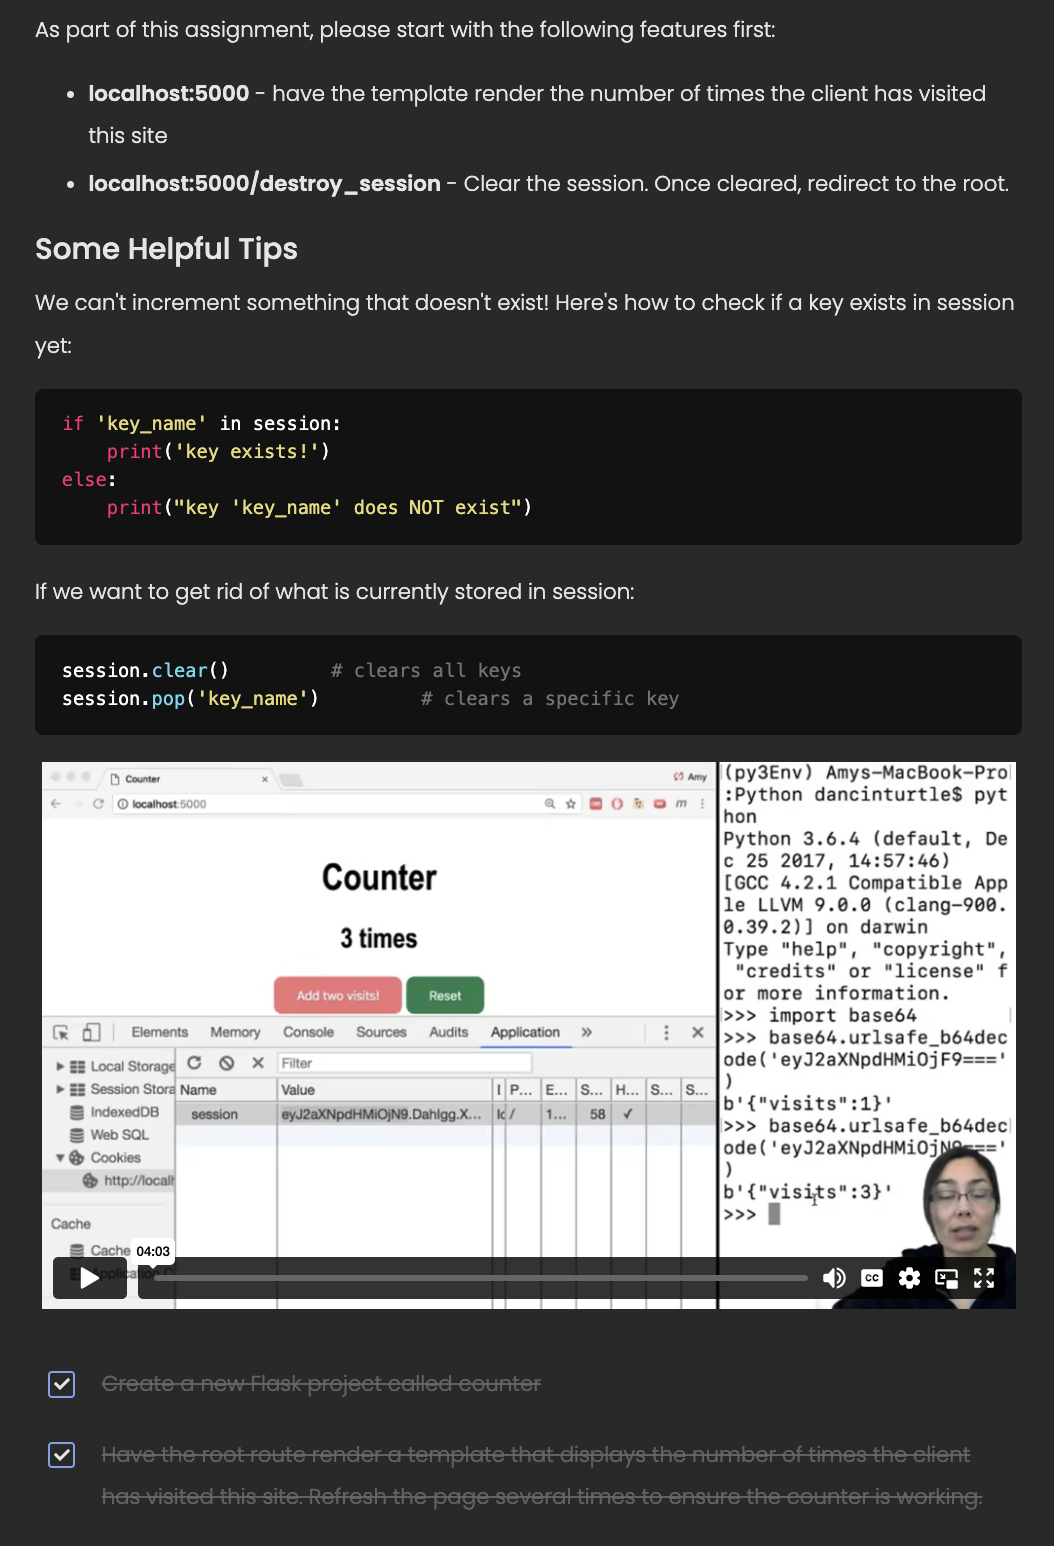 As part of this assignment, please start with the following features first:
• localhost:5000 - have the template render the number of times the client has visited
this site
• localhost:5000/destroy_session - Clear the session. Once cleared, redirect to the root.
Some Helpful Tips
We can't increment something that doesn't exist! Here's how to check if a key exists in session
yet:
if 'key_name' in session:
    print('key exists!')
else:
    print("key 'key_name' does NOT exist")
If we want to get rid of what is currently stored in session:
session.clear()         # clears all keys
session.pop('key_name')         # clears a specific key
Counter
Amy
localhost:5000
Counter
3 times
Add two visits!
Reset
Elements Memory Console Sources Audits Application »
Local Storage
Session Stora
IndexedDB
Web SQL
Cookies
http://localh
Cache
Cache
Application C
Filter
Name Value P... E... S... H... S... S...
session eyJ2aXNpdHMiOjN9.Dahlgg.X... / 1... 58 ✓
(py3Env) Amys-MacBook-Pro
:Python dancinturtle$ pyt
hon
Python 3.6.4 (default, De
c 25 2017, 14:57:46)
[GCC 4.2.1 Compatible App
le LLVM 9.0.0 (clang-900.
0.39.2)] on darwin
Type "help", "copyright",
"credits" or "license" f
or more information.
>>> import base64
>>> base64.urlsafe_b64dec
ode('eyJ2aXNpdHMiOjF9==='
)
b'{"visits":1}'
>>> base64.urlsafe_b64dec
ode('eyJ2aXNpdHMiOjN9==='
)
b'{"visits":3}'
>>>
04:03
CC
Create a new Flask project called counter
Have the root route render a template that displays the number of times the client
has visited this site. Refresh the page several times to ensure the counter is working.